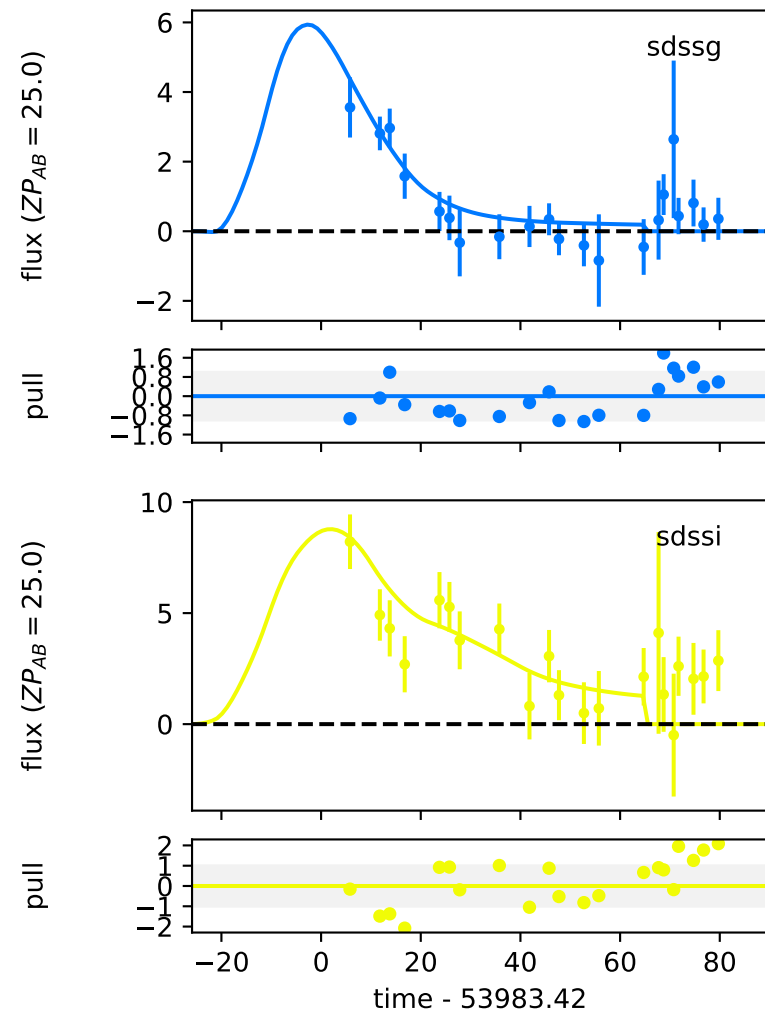 6
4
2
0
−2
flux (ZP_AB = 25.0)
sdssg
1.6
0.8
0.0
−0.8
−1.6
pull
10
5
0
flux (ZP_AB = 25.0)
sdssi
2
1
0
−1
−2
pull
−20 0 20 40 60 80
time - 53983.42